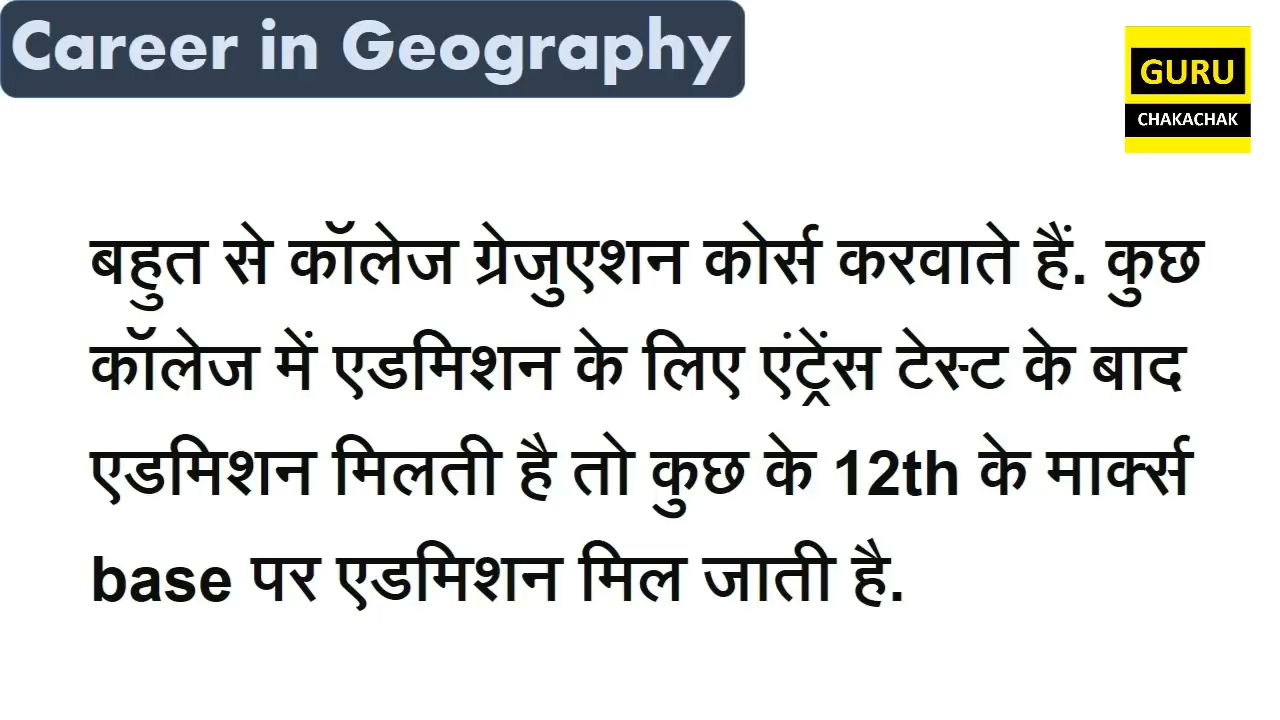 Career in Geography
GURU
CHAKACHAK
बहुत से कॉलेज ग्रेजुएशन कोर्स करवाते हैं. कुछ
कॉलेज में एडमिशन के लिए एंट्रेंस टेस्ट के बाद
एडमिशन मिलती है तो कुछ के 12th के मार्क्स
base पर एडमिशन मिल जाती है.